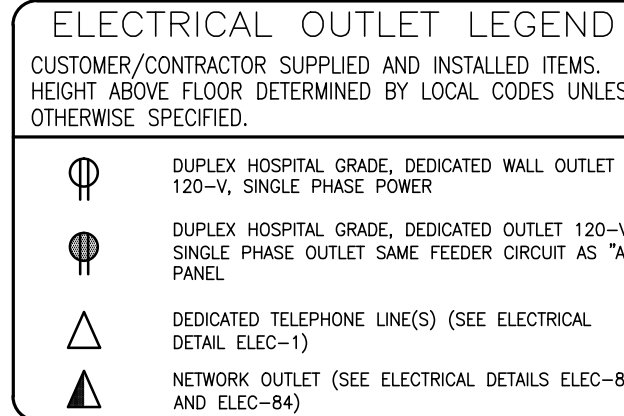 ELECTRICAL OUTLET LEGEND
CUSTOMER/CONTRACTOR SUPPLIED AND INSTALLED ITEMS.
HEIGHT ABOVE FLOOR DETERMINED BY LOCAL CODES UNLES
OTHERWISE SPECIFIED.
DUPLEX HOSPITAL GRADE, DEDICATED WALL OUTLET
120-V, SINGLE PHASE POWER
DUPLEX HOSPITAL GRADE, DEDICATED OUTLET 120-V
SINGLE PHASE OUTLET SAME FEEDER CIRCUIT AS "A
PANEL
DEDICATED TELEPHONE LINE(S) (SEE ELECTRICAL
DETAIL ELEC-1)
NETWORK OUTLET (SEE ELECTRICAL DETAILS ELEC-8
AND ELEC-84)